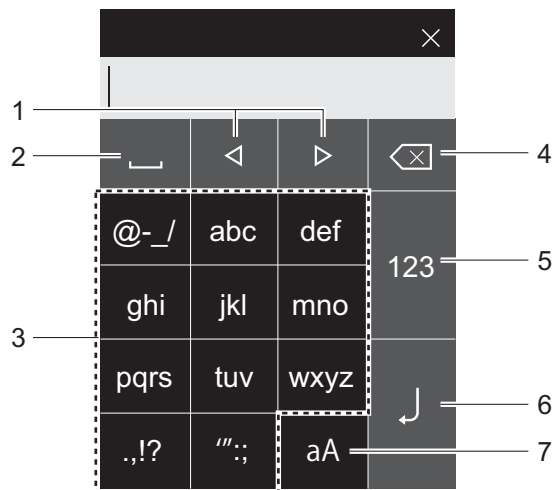 1
2
4
@-_/ abc def
123
5
ghi jkl mno
3
pqrs tuv wxyz
6
.,!? ‘”:; aA
7